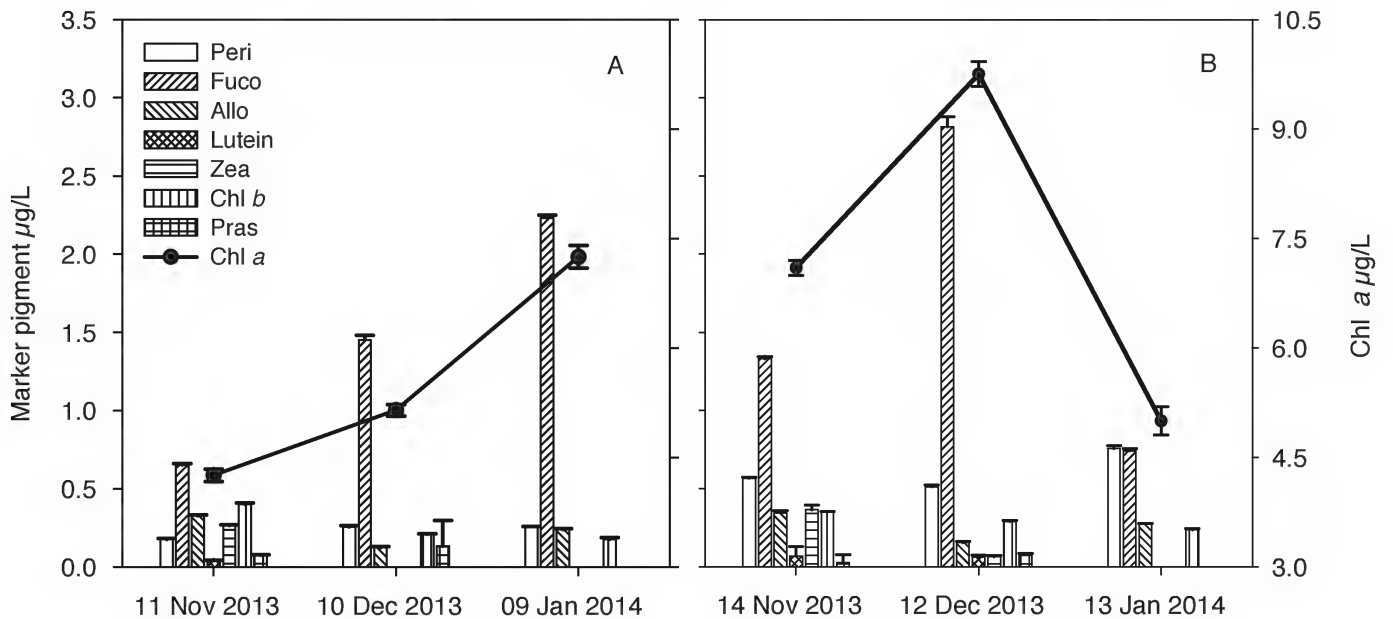 Marker pigment µg/L
3.5
3.0
2.5
2.0
1.5
1.0
0.5
0.0
Peri
Fuco
Allo
Lutein
Zea
Chl b
Pras
Chl a
A
11 Nov 2013
10 Dec 2013
09 Jan 2014
B
14 Nov 2013
12 Dec 2013
13 Jan 2014
10.5
9.0
7.5
6.0
4.5
3.0
Chl a µg/L